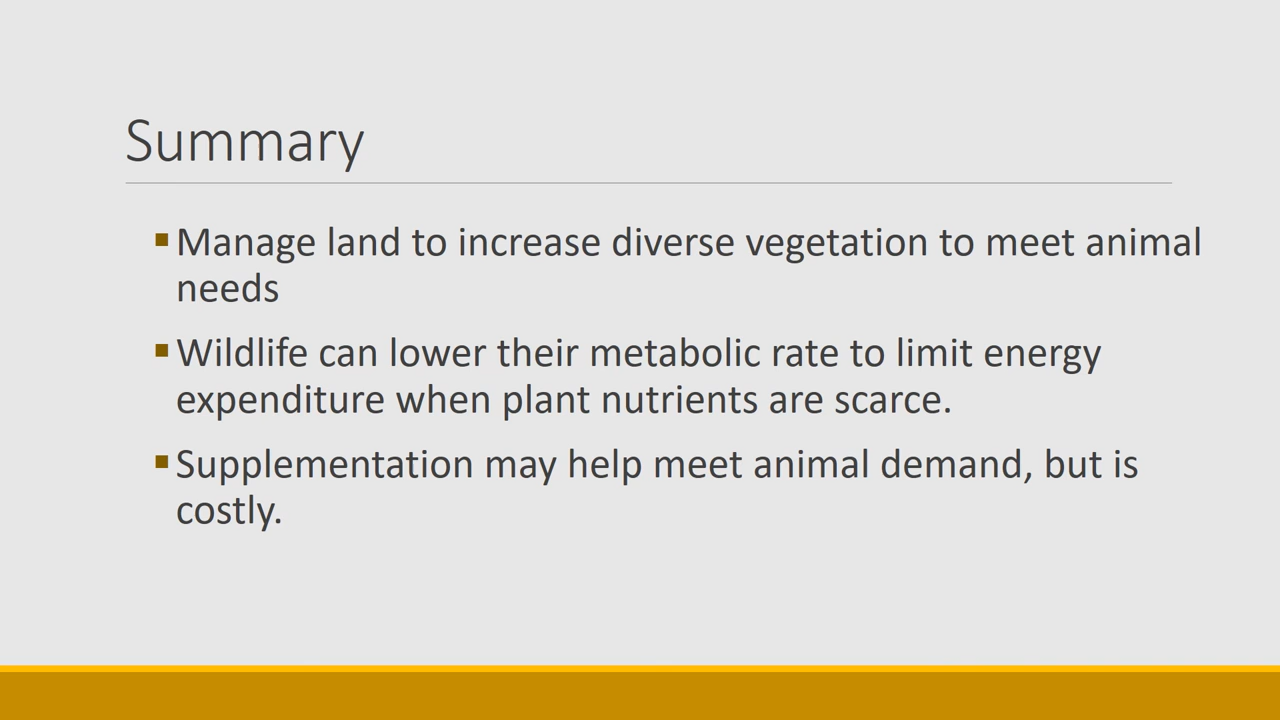 Summary
▪Manage land to increase diverse vegetation to meet animal
needs
▪Wildlife can lower their metabolic rate to limit energy
expenditure when plant nutrients are scarce.
▪Supplementation may help meet animal demand, but is
costly.